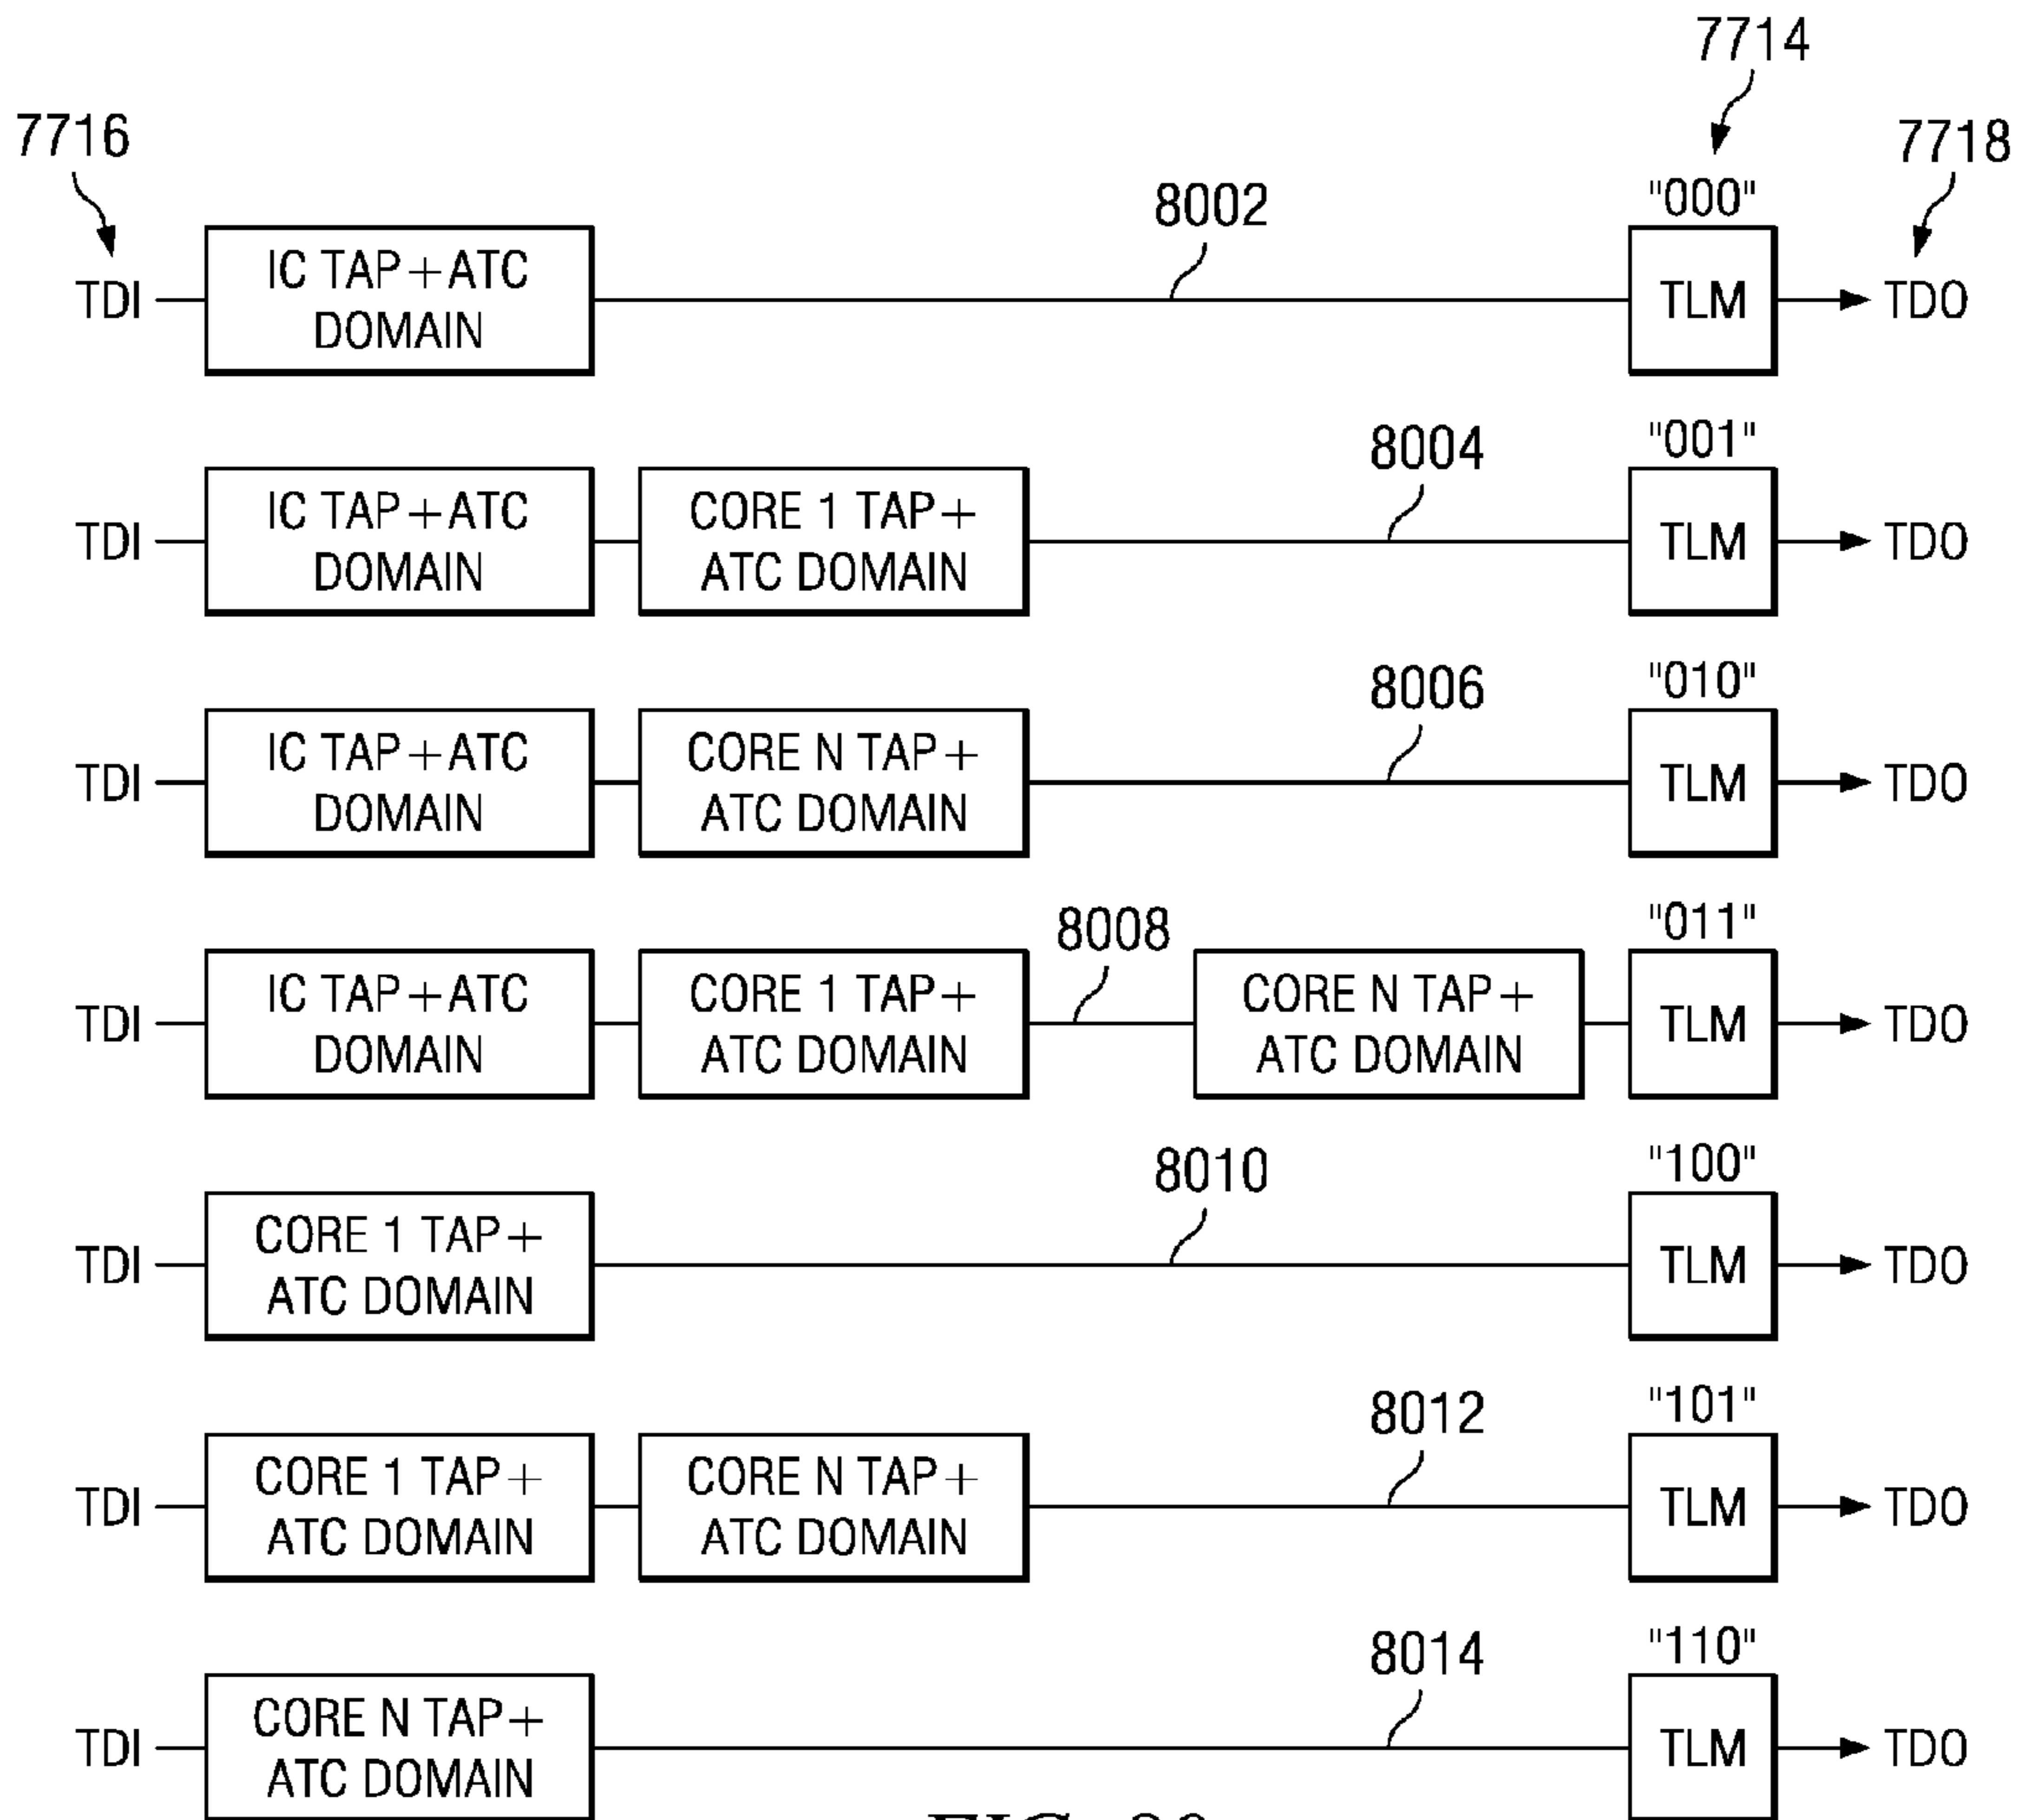 7714
7716
7718
8002
"000"
TDI
IC TAP+ATC
DOMAIN
TLM
TDO
8004
"001"
TDI
IC TAP+ATC
DOMAIN
CORE 1 TAP+
ATC DOMAIN
TLM
TDO
8006
"010"
TDI
IC TAP+ATC
DOMAIN
CORE N TAP+
ATC DOMAIN
TLM
TDO
8008
"011"
TDI
IC TAP+ATC
DOMAIN
CORE 1 TAP+
ATC DOMAIN
CORE N TAP+
ATC DOMAIN
TLM
TDO
8010
"100"
TDI
CORE 1 TAP+
ATC DOMAIN
TLM
TDO
8012
"101"
TDI
CORE 1 TAP+
ATC DOMAIN
CORE N TAP+
ATC DOMAIN
TLM
TDO
8014
"110"
TDI
CORE N TAP+
ATC DOMAIN
TLM
TDO